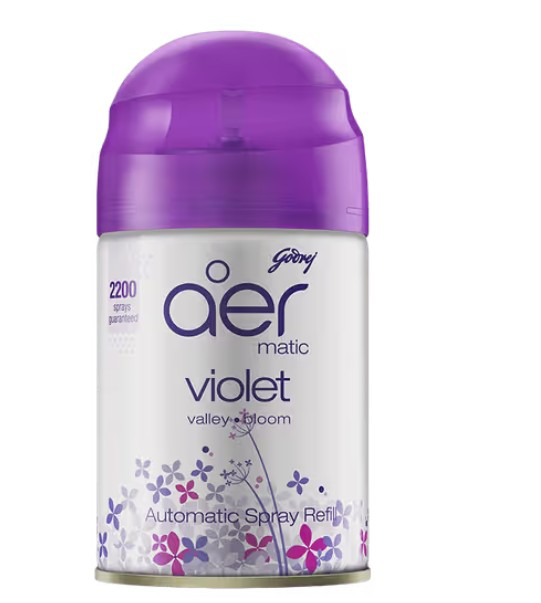 Godrej
2200
sprays
guaranteed
aer
matic
violet
valley bloom
Automatic Spray Refill